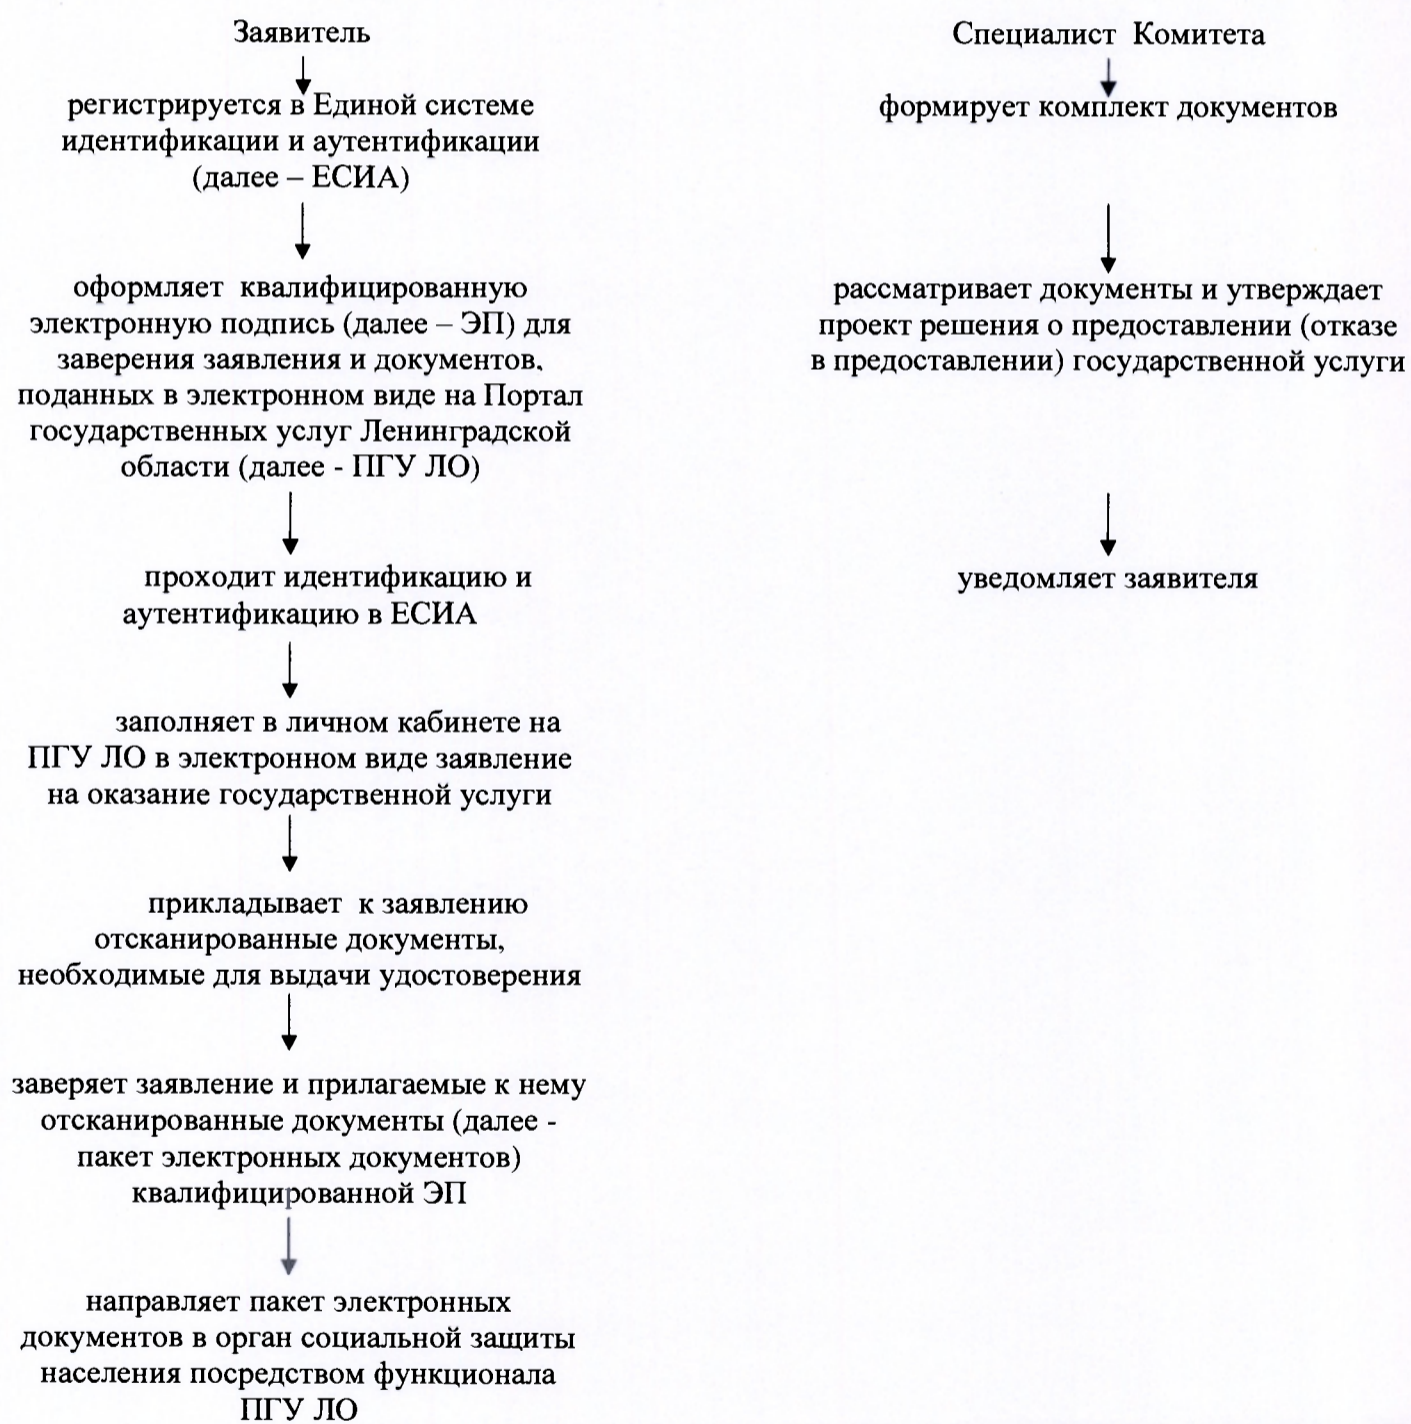 Заявитель
регистрируется в Единой системе
идентификации и аутентификации
(далее – ЕСИА)
оформляет квалифицированную
электронную подпись (далее – ЭП) для
заверения заявления и документов,
поданных в электронном виде на Портал
государственных услуг Ленинградской
области (далее - ПГУ ЛО)
проходит идентификацию и
аутентификацию в ЕСИА
заполняет в личном кабинете на
ПГУ ЛО в электронном виде заявление
на оказание государственной услуги
прикладывает к заявлению
отсканированные документы,
необходимые для выдачи удостоверения
заверяет заявление и прилагаемые к нему
отсканированные документы (далее -
пакет электронных документов)
квалифицированной ЭП
направляет пакет электронных
документов в орган социальной защиты
населения посредством функционала
ПГУ ЛО
Специалист Комитета
формирует комплект документов
рассматривает документы и утверждает
проект решения о предоставлении (отказе
в предоставлении) государственной услуги
уведомляет заявителя